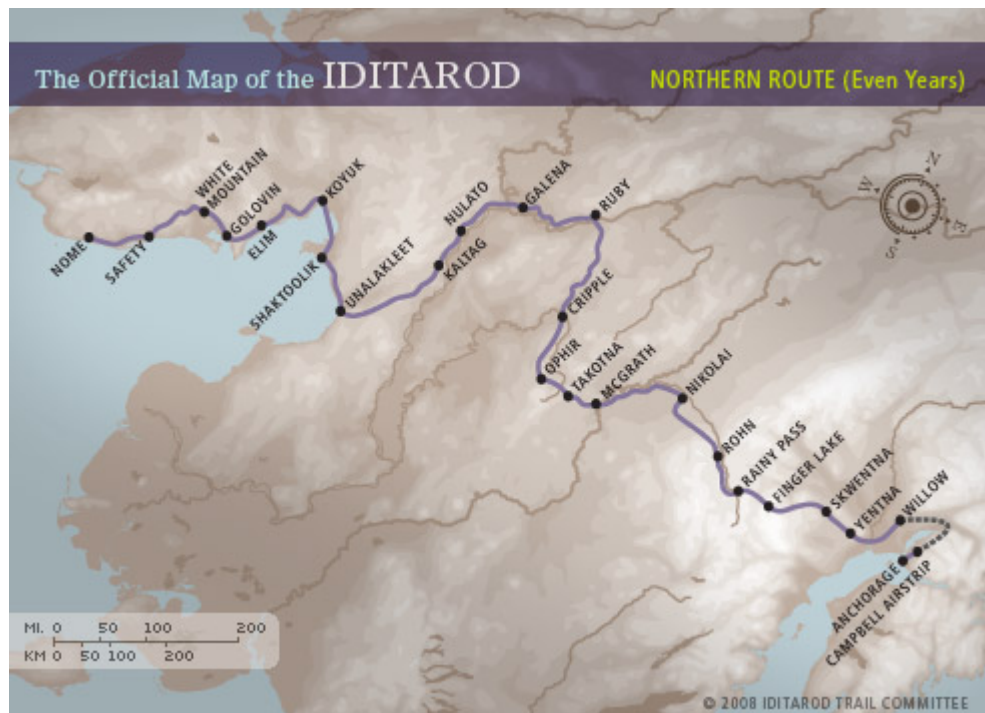 The Official Map of the IDITAROD
NORTHERN ROUTE (Even Years)
N
W
E
S
NOME
SAFETY
WHITE
MOUNTAIN
GOLOVIN
ELIM
KOYUK
SHAKTOOLIK
UNALAKLEET
KALTAG
NULATO
GALENA
RUBY
CRIPPLE
OPHIR
TAKOTNA
MCGRATH
NIKOLAI
ROHN
RAINY PASS
FINGER LAKE
SKWENTNA
YENTNA
WILLOW
ANCHORAGE
CAMPBELL AIRSTRIP
MI. 0 50 100 200
KM 0 50 100 200
© 2008 IDITAROD TRAIL COMMITTEE